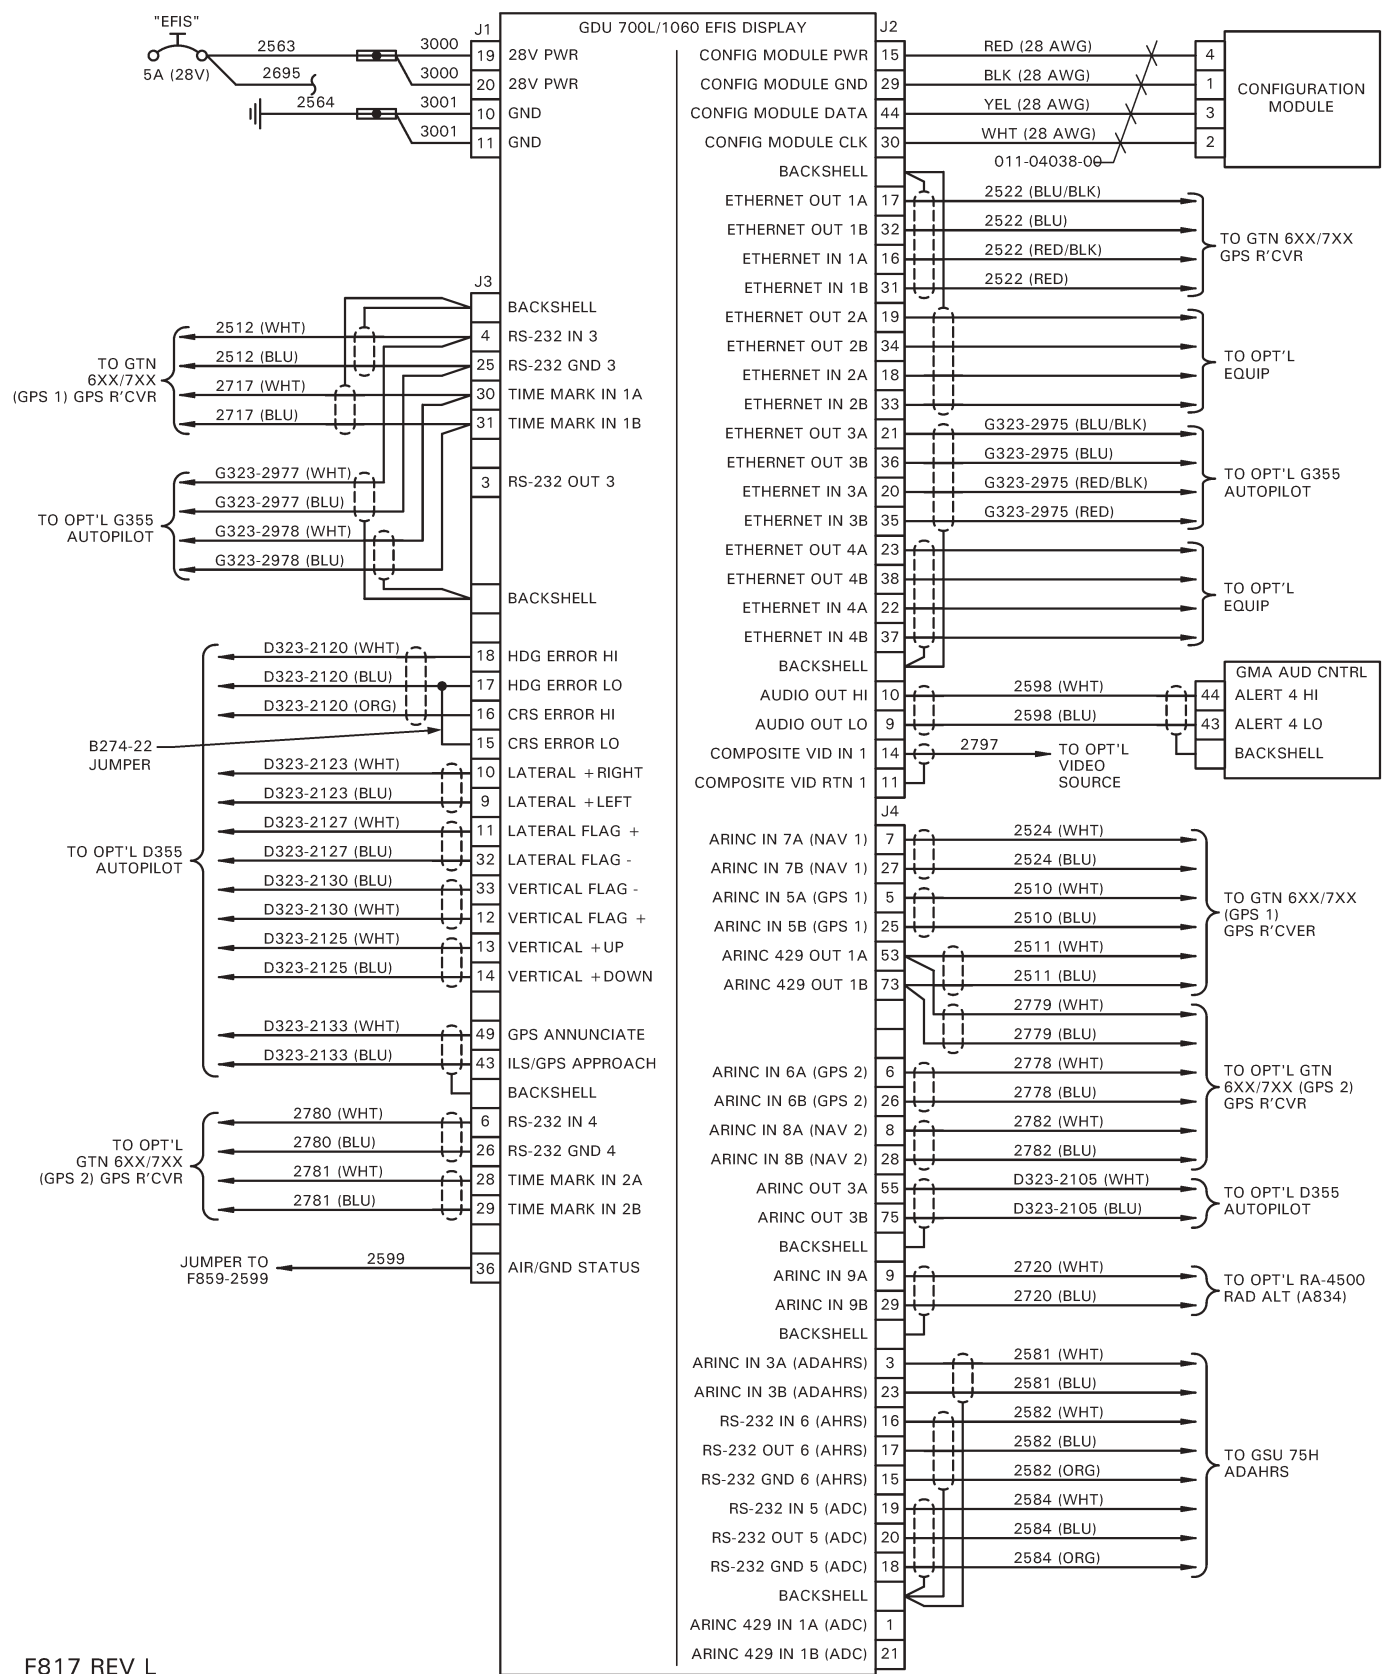 "EFIS"
5A (28V)
2563
2695
2564
3000
3000
3001
3001
GDU 700L/1060 EFIS DISPLAY
J1
19 28V PWR
20 28V PWR
10 GND
11 GND
J3
BACKSHELL
2512 (WHT) 4 RS-232 IN 3
2512 (BLU) 25 RS-232 GND 3
2717 (WHT) 30 TIME MARK IN 1A
2717 (BLU) 31 TIME MARK IN 1B
TO GTN
6XX/7XX
(GPS 1) GPS R'CVR
3 RS-232 OUT 3
G323-2977 (WHT)
G323-2977 (BLU)
G323-2978 (WHT)
G323-2978 (BLU)
TO OPT'L G355
AUTOPILOT
BACKSHELL
D323-2120 (WHT) 18 HDG ERROR HI
D323-2120 (BLU) 17 HDG ERROR LO
D323-2120 (ORG) 16 CRS ERROR HI
15 CRS ERROR LO
B274-22
JUMPER
D323-2123 (WHT) 10 LATERAL +RIGHT
D323-2123 (BLU) 9 LATERAL +LEFT
D323-2127 (WHT) 11 LATERAL FLAG +
D323-2127 (BLU) 32 LATERAL FLAG -
D323-2130 (BLU) 33 VERTICAL FLAG -
D323-2130 (WHT) 12 VERTICAL FLAG +
D323-2125 (WHT) 13 VERTICAL +UP
D323-2125 (BLU) 14 VERTICAL +DOWN
TO OPT'L D355
AUTOPILOT
D323-2133 (WHT) 49 GPS ANNUNCIATE
D323-2133 (BLU) 43 ILS/GPS APPROACH
BACKSHELL
2780 (WHT) 6 RS-232 IN 4
2780 (BLU) 26 RS-232 GND 4
2781 (WHT) 28 TIME MARK IN 2A
2781 (BLU) 29 TIME MARK IN 2B
TO OPT'L
GTN 6XX/7XX
(GPS 2) GPS R'CVR
2599 36 AIR/GND STATUS
JUMPER TO
F859-2599
J2
CONFIG MODULE PWR 15 RED (28 AWG) 4
CONFIG MODULE GND 29 BLK (28 AWG) 1
CONFIG MODULE DATA 44 YEL (28 AWG) 3
CONFIG MODULE CLK 30 WHT (28 AWG) 2
CONFIGURATION
MODULE
011-04038-00
BACKSHELL
ETHERNET OUT 1A 17 2522 (BLU/BLK)
ETHERNET OUT 1B 32 2522 (BLU)
ETHERNET IN 1A 16 2522 (RED/BLK)
ETHERNET IN 1B 31 2522 (RED)
TO GTN 6XX/7XX
GPS R'CVR
ETHERNET OUT 2A 19
ETHERNET OUT 2B 34
ETHERNET IN 2A 18
ETHERNET IN 2B 33
TO OPT'L
EQUIP
ETHERNET OUT 3A 21 G323-2975 (BLU/BLK)
ETHERNET OUT 3B 36 G323-2975 (BLU)
ETHERNET IN 3A 20 G323-2975 (RED/BLK)
ETHERNET IN 3B 35 G323-2975 (RED)
TO OPT'L G355
AUTOPILOT
ETHERNET OUT 4A 23
ETHERNET OUT 4B 38
ETHERNET IN 4A 22
ETHERNET IN 4B 37
TO OPT'L
EQUIP
BACKSHELL
GMA AUD CNTRL
AUDIO OUT HI 10 2598 (WHT) 44 ALERT 4 HI
AUDIO OUT LO 9 2598 (BLU) 43 ALERT 4 LO
BACKSHELL
COMPOSITE VID IN 1 14 2797
COMPOSITE VID RTN 1 11
TO OPT'L
VIDEO
SOURCE
J4
ARINC IN 7A (NAV 1) 7 2524 (WHT)
ARINC IN 7B (NAV 1) 27 2524 (BLU)
ARINC IN 5A (GPS 1) 5 2510 (WHT)
ARINC IN 5B (GPS 1) 25 2510 (BLU)
ARINC 429 OUT 1A 53 2511 (WHT)
ARINC 429 OUT 1B 73 2511 (BLU)
TO GTN 6XX/7XX
(GPS 1)
GPS R'CVER
2779 (WHT)
2779 (BLU)
ARINC IN 6A (GPS 2) 6 2778 (WHT)
ARINC IN 6B (GPS 2) 26 2778 (BLU)
ARINC IN 8A (NAV 2) 8 2782 (WHT)
ARINC IN 8B (NAV 2) 28 2782 (BLU)
TO OPT'L GTN
6XX/7XX (GPS 2)
GPS R'CVR
ARINC OUT 3A 55 D323-2105 (WHT)
ARINC OUT 3B 75 D323-2105 (BLU)
TO OPT'L D355
AUTOPILOT
BACKSHELL
ARINC IN 9A 9 2720 (WHT)
ARINC IN 9B 29 2720 (BLU)
TO OPT'L RA-4500
RAD ALT (A834)
BACKSHELL
ARINC IN 3A (ADAHRS) 3 2581 (WHT)
ARINC IN 3B (ADAHRS) 23 2581 (BLU)
RS-232 IN 6 (AHRS) 16 2582 (WHT)
RS-232 OUT 6 (AHRS) 17 2582 (BLU)
RS-232 GND 6 (AHRS) 15 2582 (ORG)
RS-232 IN 5 (ADC) 19 2584 (WHT)
RS-232 OUT 5 (ADC) 20 2584 (BLU)
RS-232 GND 5 (ADC) 18 2584 (ORG)
TO GSU 75H
ADAHRS
BACKSHELL
ARINC 429 IN 1A (ADC) 1
ARINC 429 IN 1B (ADC) 21
F817 REV L